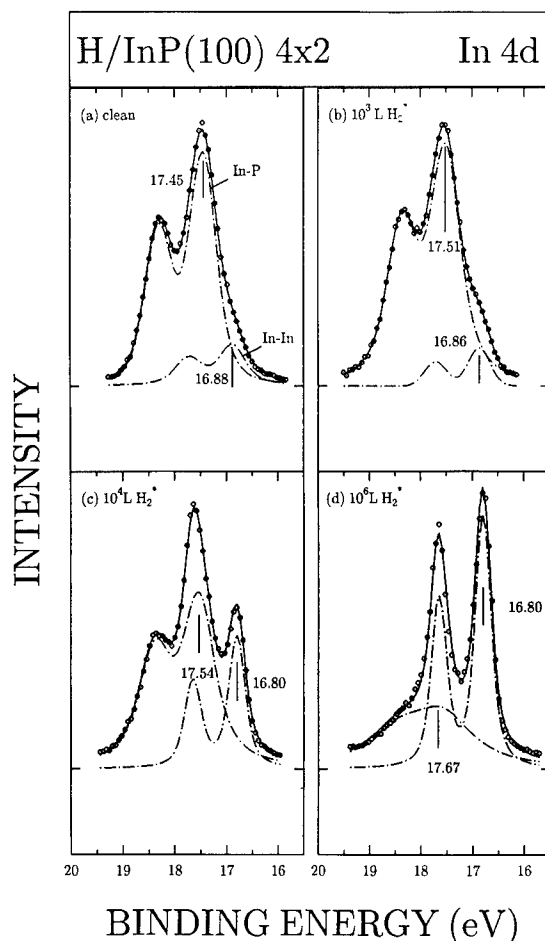 H/InP(100) 4x2 In 4d
(a) clean
17.45
In-P
In-In
16.88
(b) 10³ L H₂*
17.51
16.86
(c) 10⁴L H₂*
17.54
16.80
(d) 10⁶L H₂*
16.80
17.67
INTENSITY
20 19 18 17 16 20 19 18 17 16
BINDING ENERGY (eV)